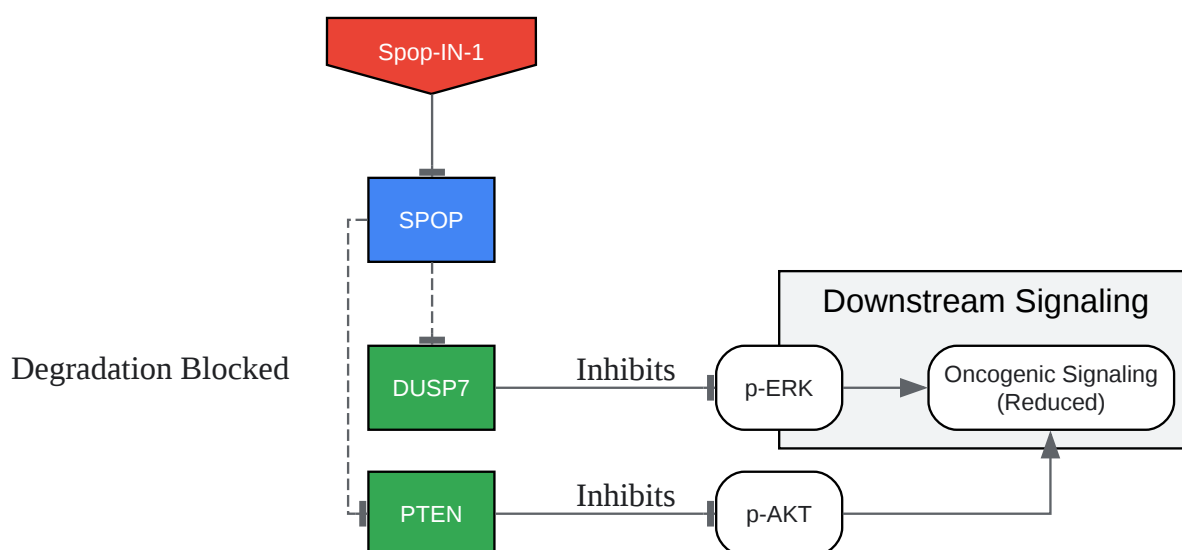 Spop-IN-1
SPOP
Downstream Signaling
Degradation Blocked
DUSP7
Inhibits
p-ERK
Oncogenic Signaling
(Reduced)
PTEN
Inhibits
p-AKT